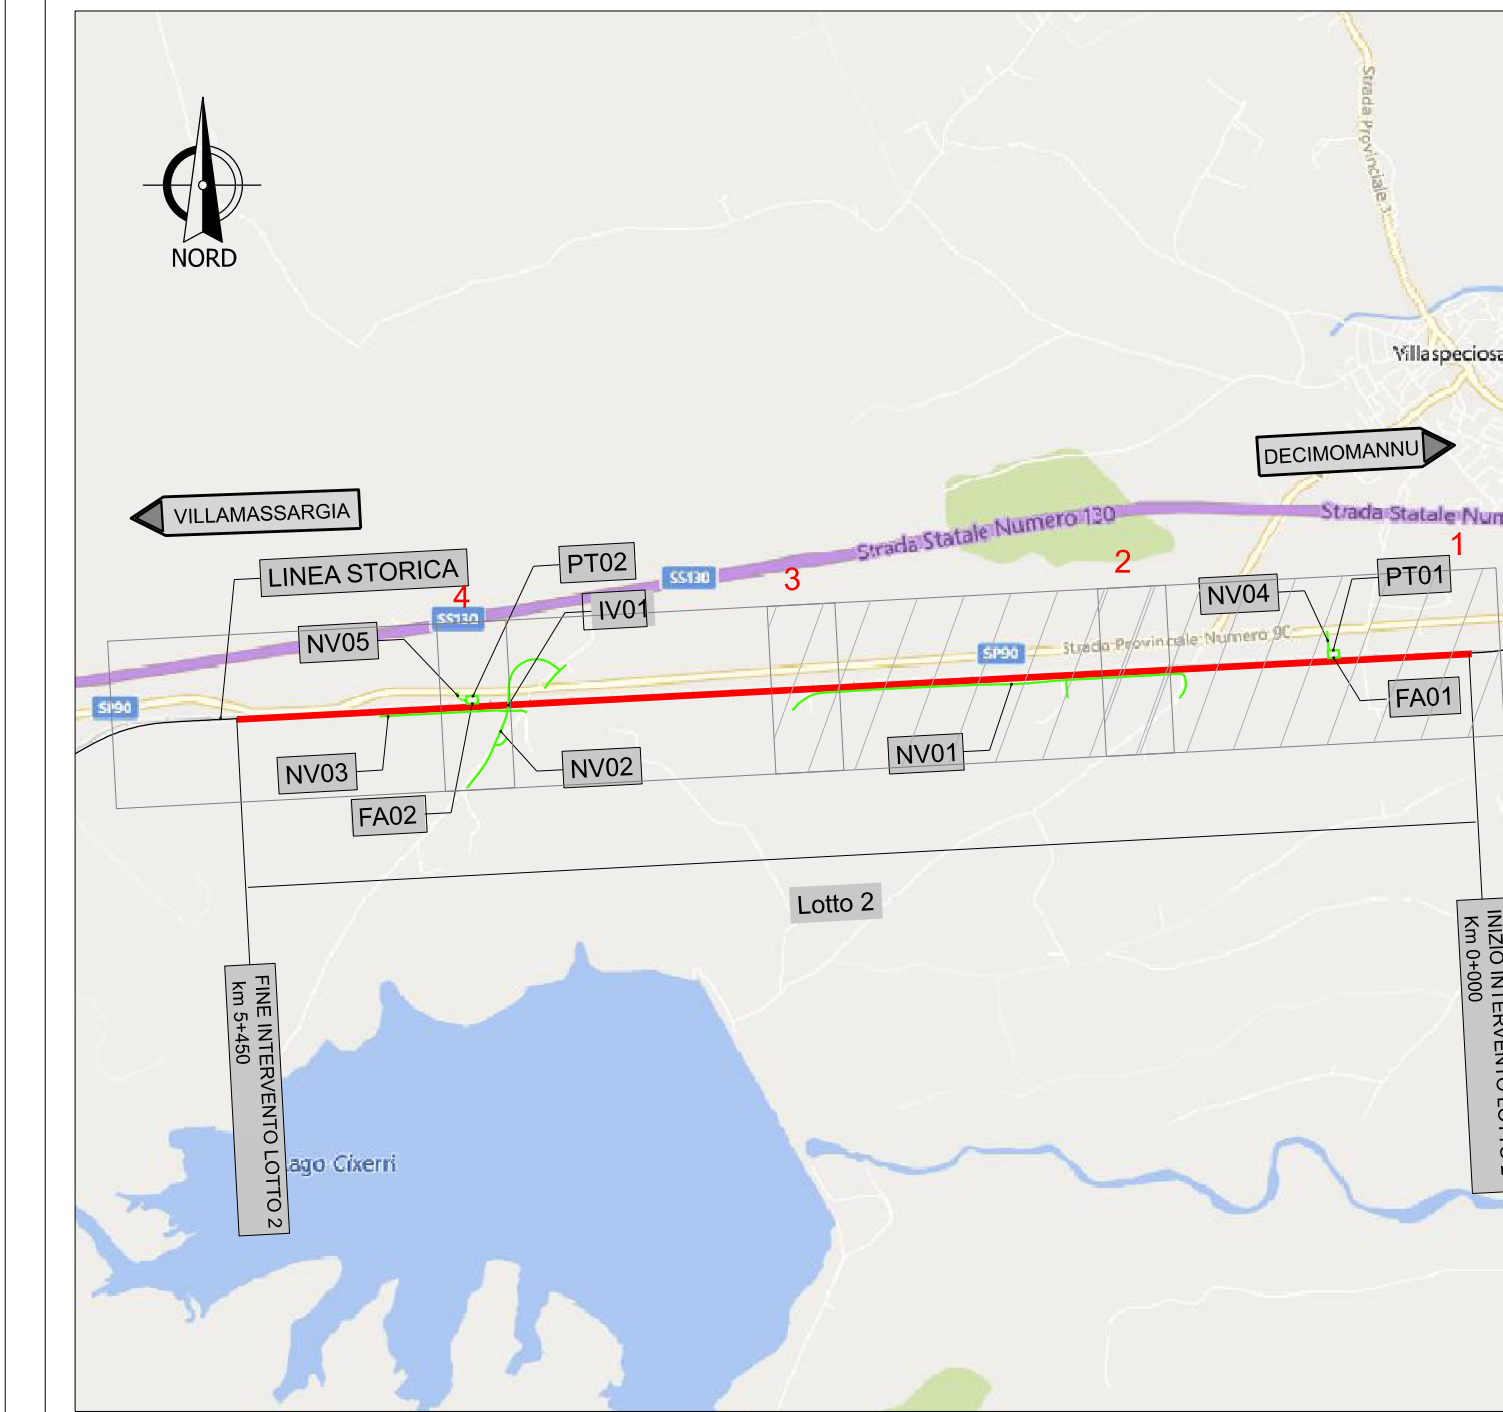 NORD
Strada Provinciale 3
Villaspeciosa
DECIMOMANNU
VILLAMASSARGIA
Strada Statale Numero 130
Strada Statale Num
1
2
3
4
LINEA STORICA
PT02
SS130
SS130
IV01
NV05
NV04
PT01
SP90
Strada Provinciale Numero 90
SP90
FA01
NV03
NV02
NV01
FA02
Lotto 2
FINE INTERVENTO LOTTO 2
km 5+450
INIZIO INTERVENTO LOTTO 2
Km 0+000
Lago Cixerri